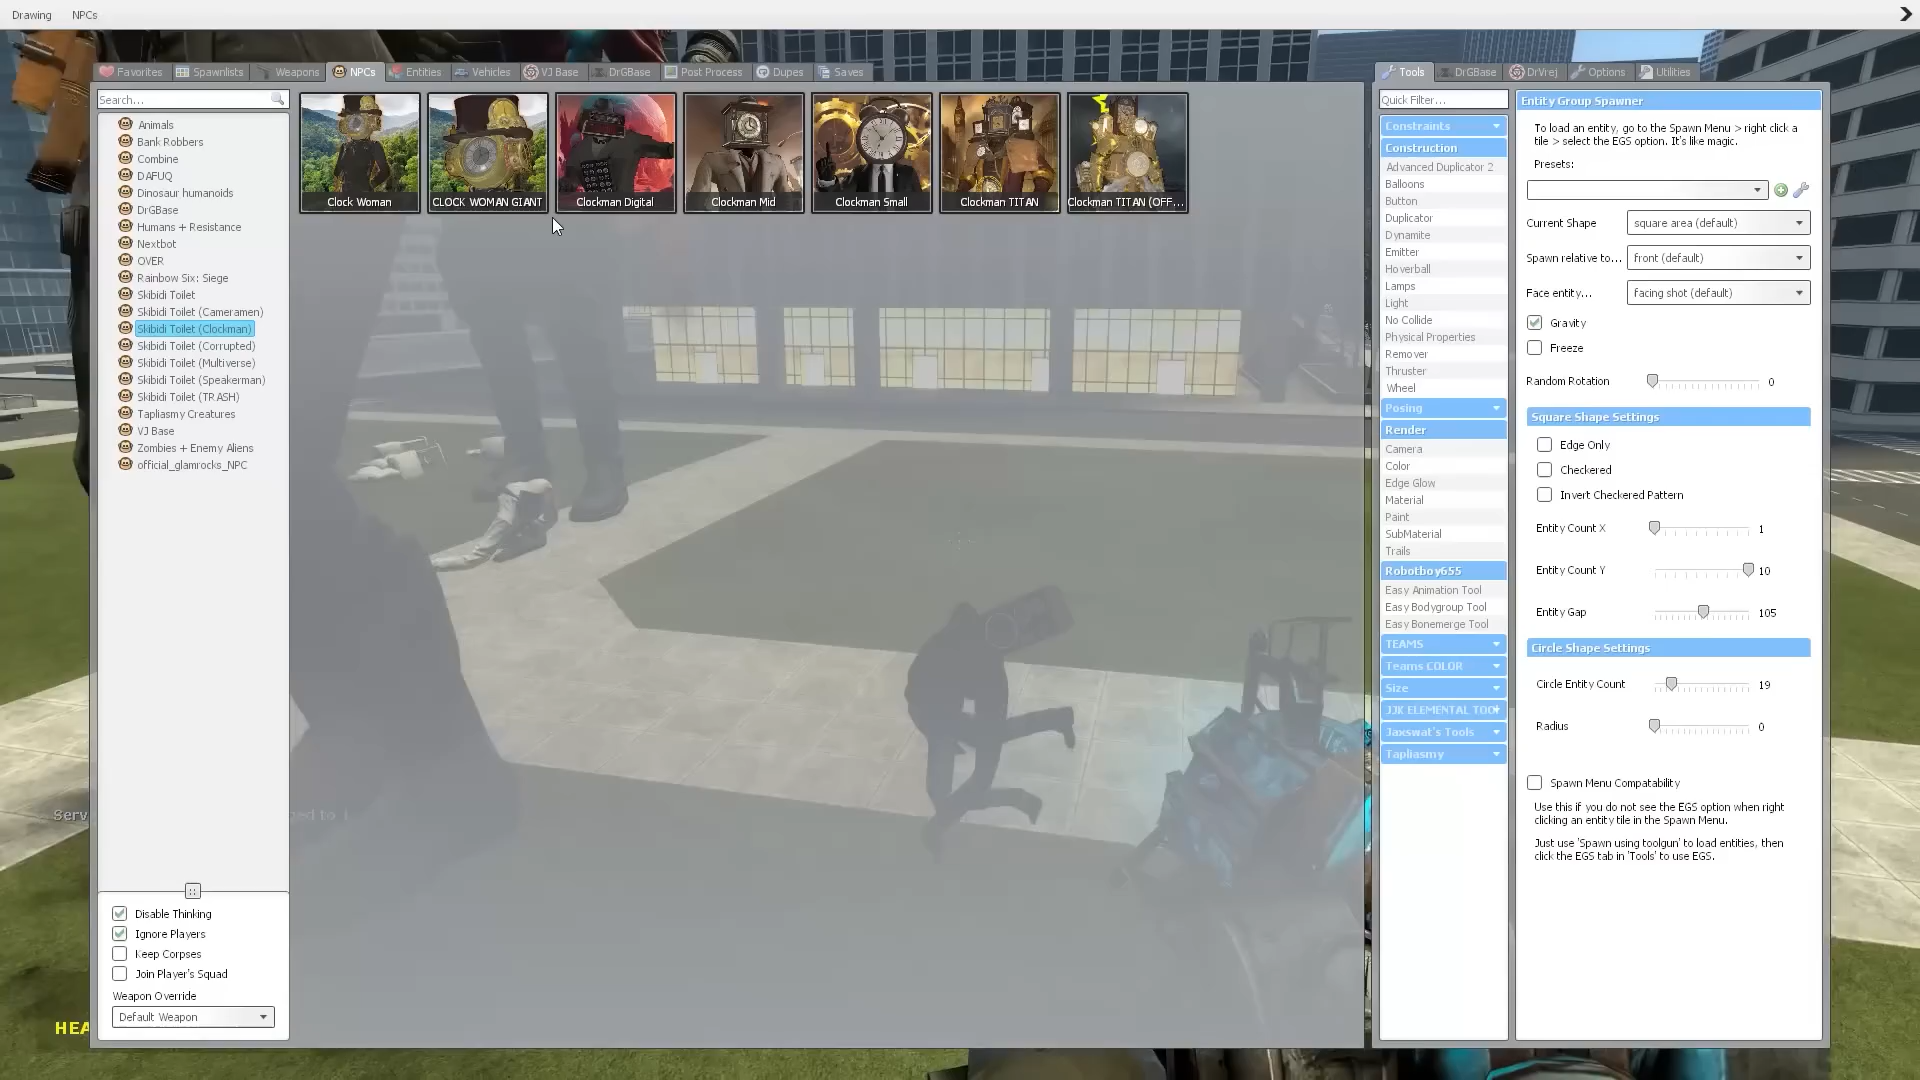 Drawing NPCs
Favorites Spawnlists Weapons NPCs Entities Vehicles VJ Base DrGBase Post Process Dupes Saves
Tools DrGBase DrVrej Options Utilities
Search...
Animals
Bank Robbers
Combine
DAFUQ
Dinosaur humanoids
DrGBase
Humans + Resistance
Nextbot
OVER
Rainbow Six: Siege
Skibidi Toilet
Skibidi Toilet (Cameramen)
Skibidi Toilet (Clockman)
Skibidi Toilet (Corrupted)
Skibidi Toilet (Multiverse)
Skibidi Toilet (Speakerman)
Skibidi Toilet (TRASH)
Tapliasmy Creatures
VJ Base
Zombies + Enemy Aliens
official_glamrocks_NPC
Disable Thinking
Ignore Players
Keep Corpses
Join Player's Squad
Weapon Override
Default Weapon
Serv
HEA
Clock Woman
CLOCK WOMAN GIANT
Clockman Digital
Clockman Mid
Clockman Small
Clockman TITAN
Clockman TITAN (OFF...
Quick Filter...
Constraints
Construction
Advanced Duplicator 2
Balloons
Button
Duplicator
Dynamite
Emitter
Hoverball
Lamps
Light
No Collide
Physical Properties
Remover
Thruster
Wheel
Posing
Render
Camera
Color
Edge Glow
Material
Paint
SubMaterial
Trails
Robotboy655
Easy Animation Tool
Easy Bodygroup Tool
Easy Bonemerge Tool
TEAMS
Teams COLOR
Size
JJK ELEMENTAL TOO
Jaxswat's Tools
Tapliasmy
Entity Group Spawner
To load an entity, go to the Spawn Menu > right click a
tile > select the EGS option. It's like magic.
Presets:
Current Shape square area (default)
Spawn relative to... front (default)
Face entity... facing shot (default)
Gravity
Freeze
Random Rotation 0
Square Shape Settings
Edge Only
Checkered
Invert Checkered Pattern
Entity Count X 1
Entity Count Y 10
Entity Gap 105
Circle Shape Settings
Circle Entity Count 19
Radius 0
Spawn Menu Compatability
Use this if you do not see the EGS option when right
clicking an entity tile in the Spawn Menu.
Just use 'Spawn using toolgun' to load entities, then
click the EGS tab in 'Tools' to use EGS.